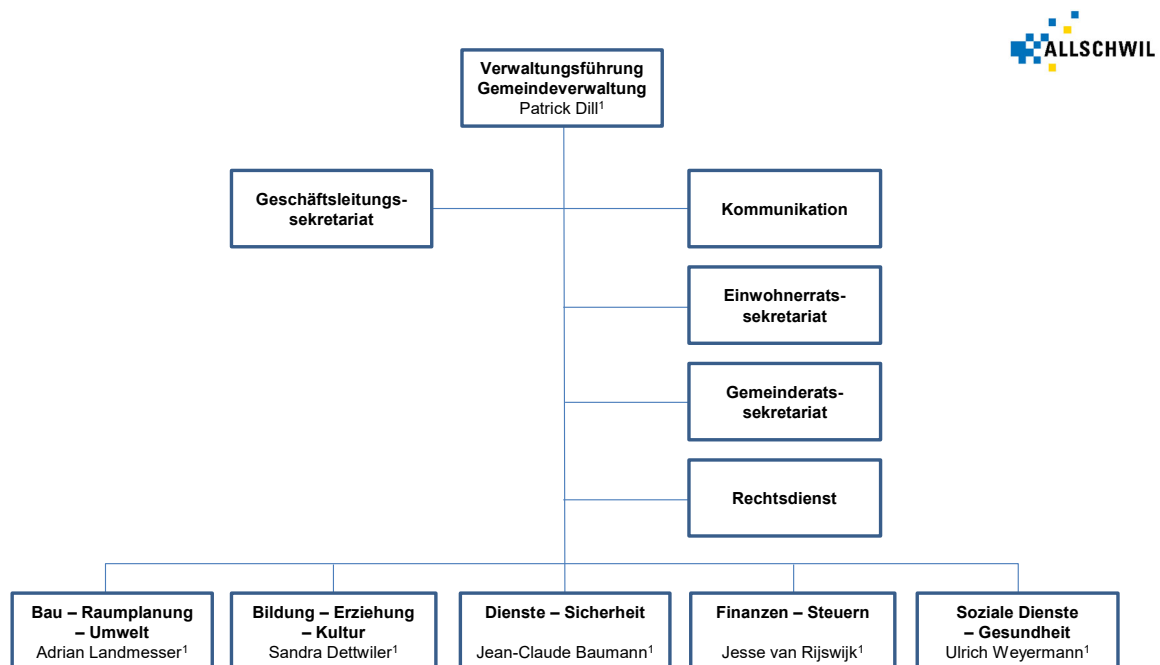 ALLSCHWIL
Verwaltungsführung
Gemeindeverwaltung
Patrick Dill¹
Geschäftsleitungs-
sekretariat
Kommunikation
Einwohnerrats-
sekretariat
Gemeinderats-
sekretariat
Rechtsdienst
Bau – Raumplanung
– Umwelt
Adrian Landmesser¹
Bildung – Erziehung
– Kultur
Sandra Dettwiler¹
Dienste – Sicherheit
Jean-Claude Baumann¹
Finanzen – Steuern
Jesse van Rijswijk¹
Soziale Dienste
– Gesundheit
Ulrich Weyermann¹